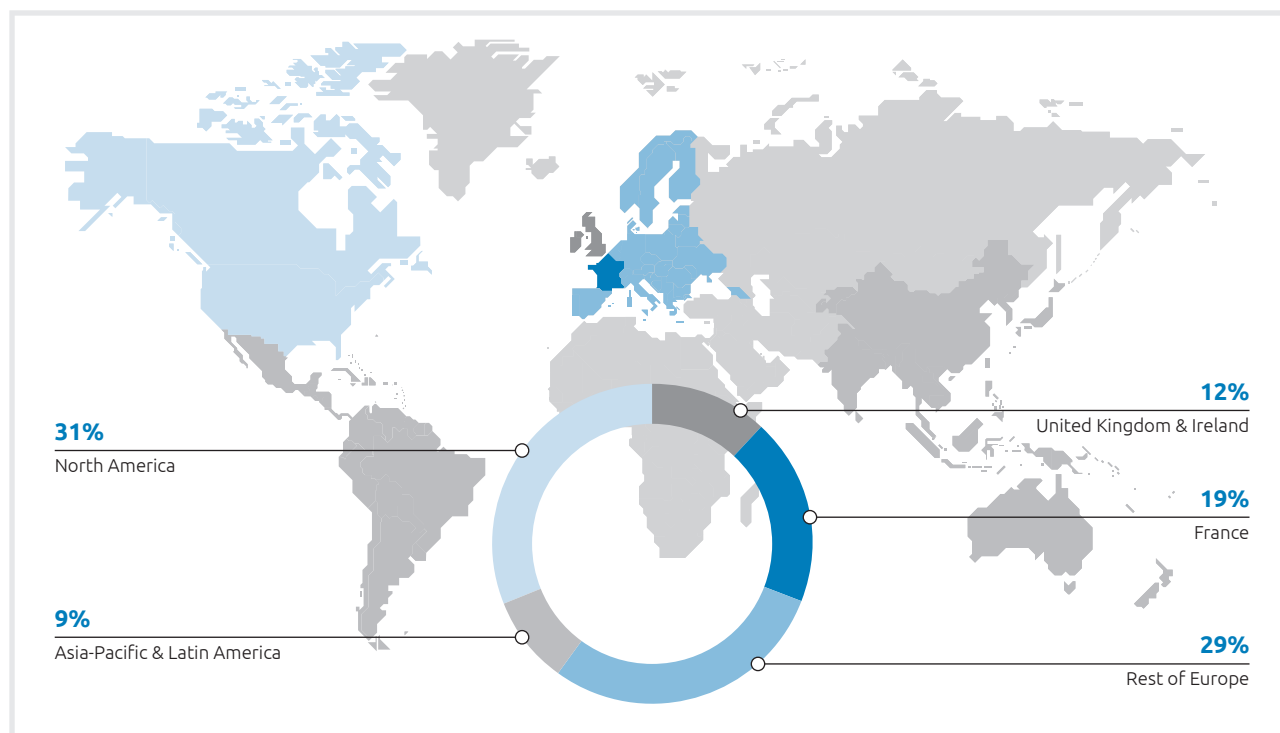 31%
North America
9%
Asia-Pacific & Latin America
12%
United Kingdom & Ireland
19%
France
29%
Rest of Europe